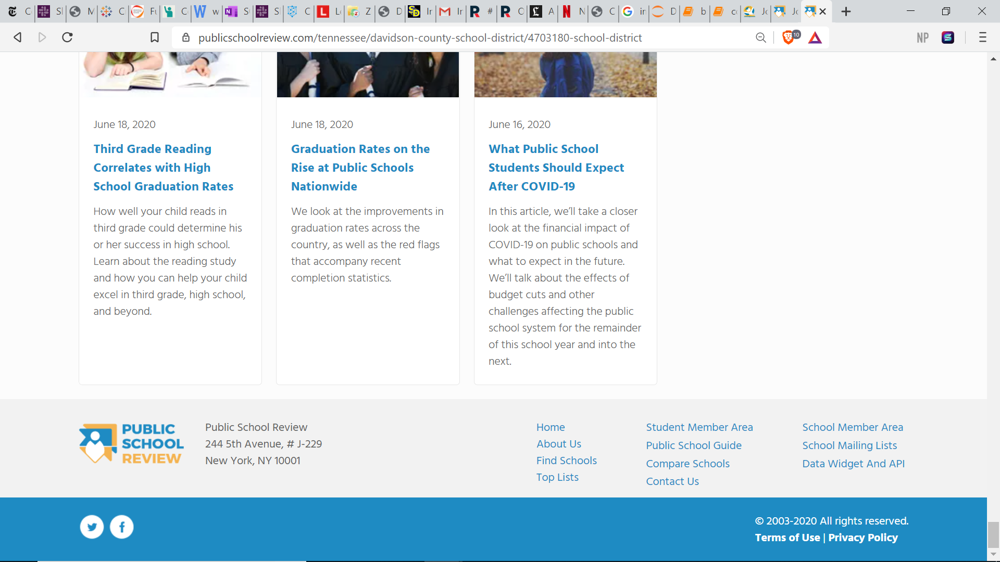 publicschoolreview.com/tennessee/davidson-county-school-district/4703180-school-district
10
NP
June 18, 2020
Third Grade Reading
Correlates with High
School Graduation Rates
How well your child reads in
third grade could determine his
or her success in high school.
Learn about the reading study
and how you can help your child
excel in third grade, high school,
and beyond.
June 18, 2020
Graduation Rates on the
Rise at Public Schools
Nationwide
We look at the improvements in
graduation rates across the
country, as well as the red flags
that accompany recent
completion statistics.
June 16, 2020
What Public School
Students Should Expect
After COVID-19
In this article, we’ll take a closer
look at the financial impact of
COVID-19 on public schools and
what to expect in the future.
We’ll talk about the effects of
budget cuts and other
challenges affecting the public
school system for the remainder
of this school year and into the
next.
PUBLIC
SCHOOL
REVIEW
Public School Review
244 5th Avenue, # J-229
New York, NY 10001
Home
About Us
Find Schools
Top Lists
Student Member Area
Public School Guide
Compare Schools
Contact Us
School Member Area
School Mailing Lists
Data Widget And API
© 2003-2020 All rights reserved.
Terms of Use | Privacy Policy